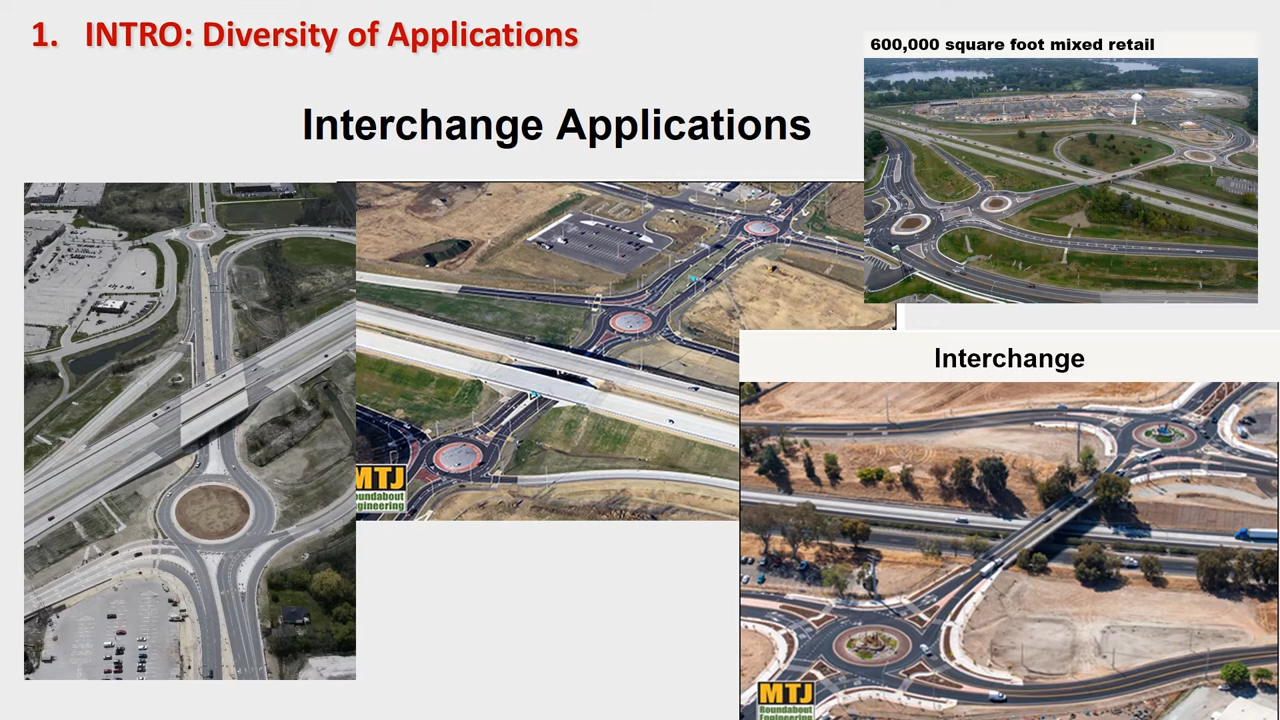 1. INTRO: Diversity of Applications
600,000 square foot mixed retail
Interchange Applications
Interchange
MTJ
Roundabout
Engineering
MTJ
Roundabout
Engineering